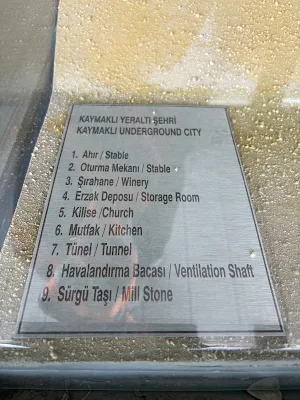 KAYMAKLI YERALTI ŞEHRİ
KAYMAKLI UNDERGROUND CITY
1. Ahır / Stable
2. Oturma Mekanı / Stable
3. Şırahane / Winery
4. Erzak Deposu / Storage Room
5. Kilise /Church
6. Mutfak / Kitchen
7. Tünel / Tunnel
8. Havalandırma Bacası / Ventilation Shaft
9. Sürgü Taşı / Mill Stone